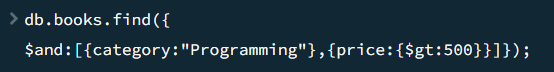 > db.books.find({
$and:[{category:"Programming"},{price:{$gt:500}}]});